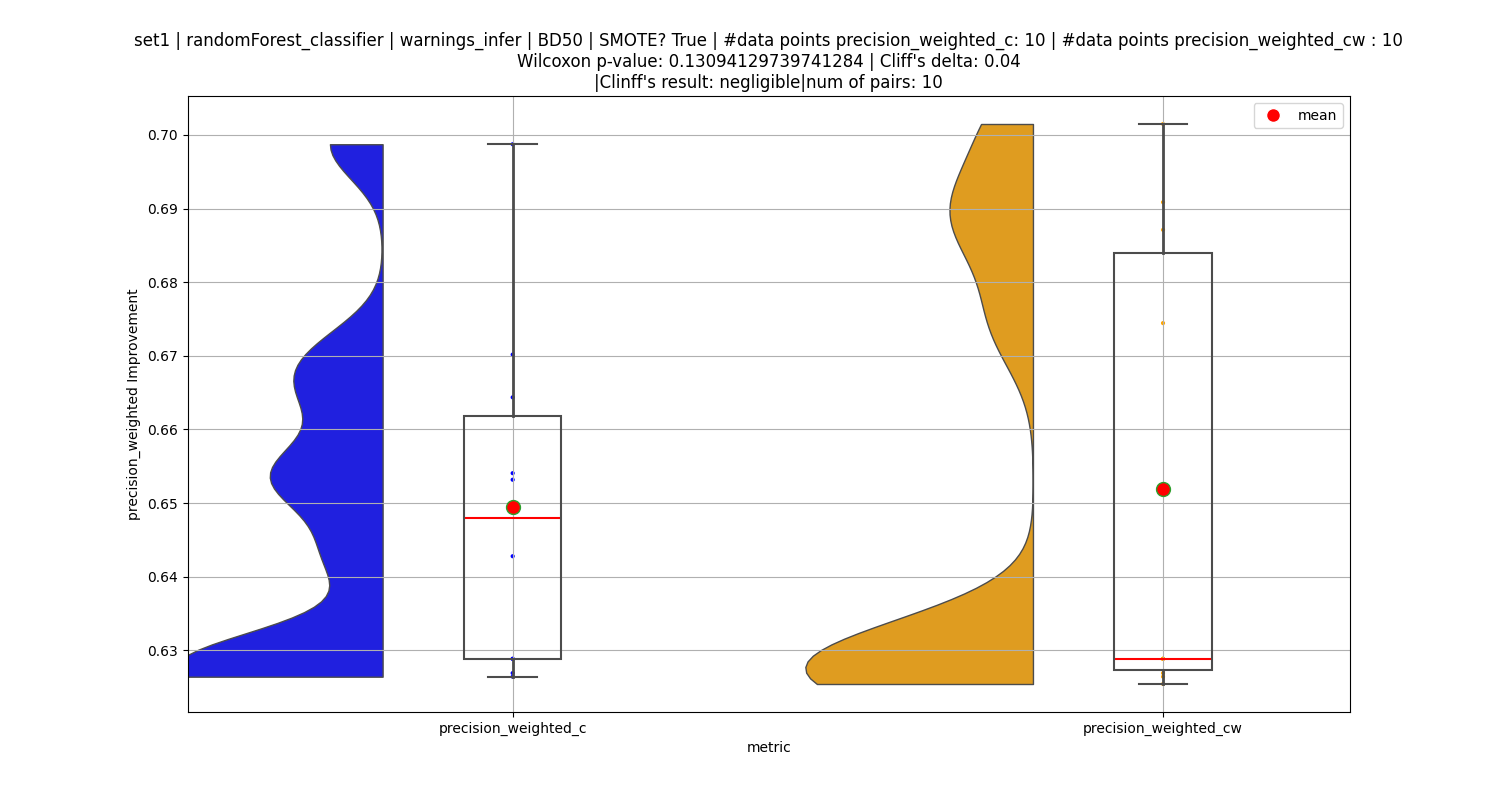 set1 | randomForest_classifier | warnings_infer | BD50 | SMOTE? True | #data points precision_weighted_c: 10 | #data points precision_weighted_cw : 10
Wilcoxon p-value: 0.13094129739741284 | Cliff's delta: 0.04
|Clinff's result: negligible|num of pairs: 10
mean
0.70
0.69
0.68
0.67
0.66
0.65
0.64
0.63
precision_weighted Improvement
precision_weighted_c
precision_weighted_cw
metric